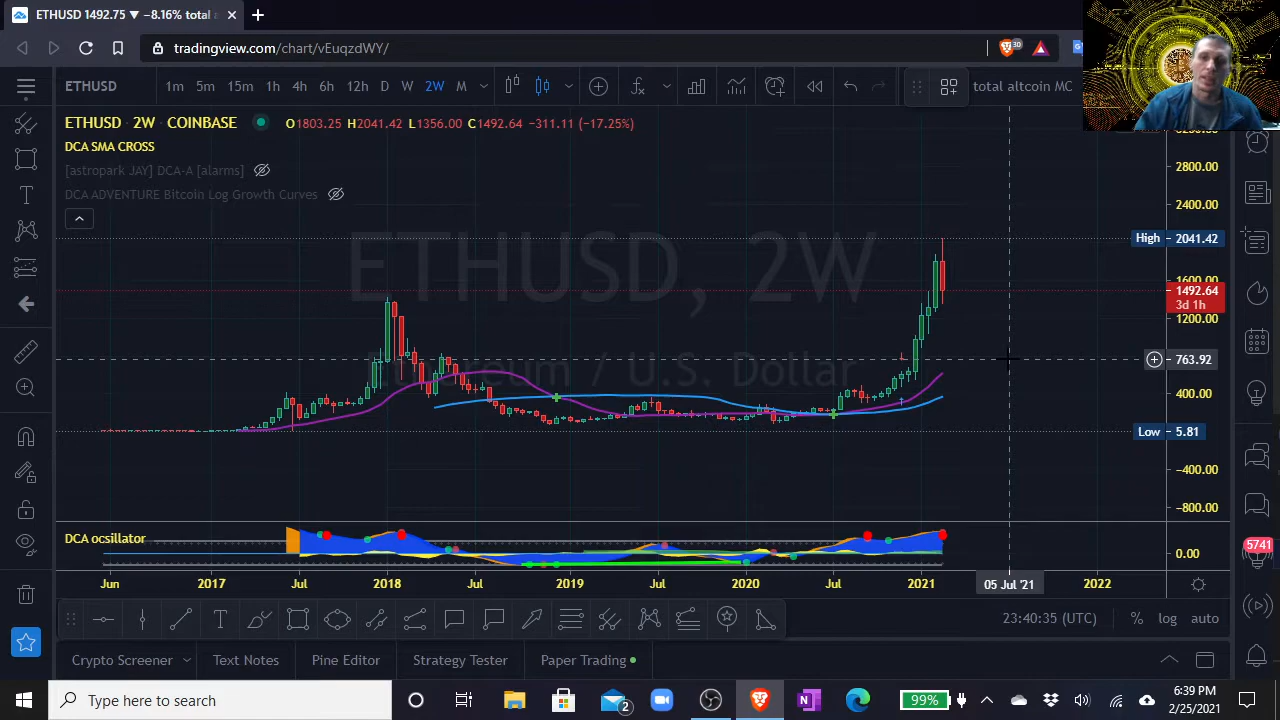 ETHUSD 1492.75 ▼ −8.16% total
tradingview.com/chart/vEuqzdWY/
30
ETHUSD 1m 5m 15m 1h 4h 6h 12h D W 2W M total altcoin MC
ETHUSD · 2W · COINBASE O1803.25 H2041.42 L1356.00 C1492.64 −311.11 (−17.25%)
DCA SMA CROSS
[astropark JAY] DCA-A [alarms]
DCA ADVENTURE Bitcoin Log Growth Curves
ETHUSD, 2W
Ethereum / U.S. Dollar
2800.00
2400.00
High 2041.42
1600.00
1492.64
3d 1h
1200.00
763.92
400.00
Low 5.81
−400.00
−800.00
DCA ocsillator
0.00
5741
Jun 2017 Jul 2018 Jul 2019 Jul 2020 Jul 2021 05 Jul '21 2022
23:40:35 (UTC) % log auto
Crypto Screener Text Notes Pine Editor Strategy Tester Paper Trading
Type here to search
2
99%
6:39 PM
2/25/2021